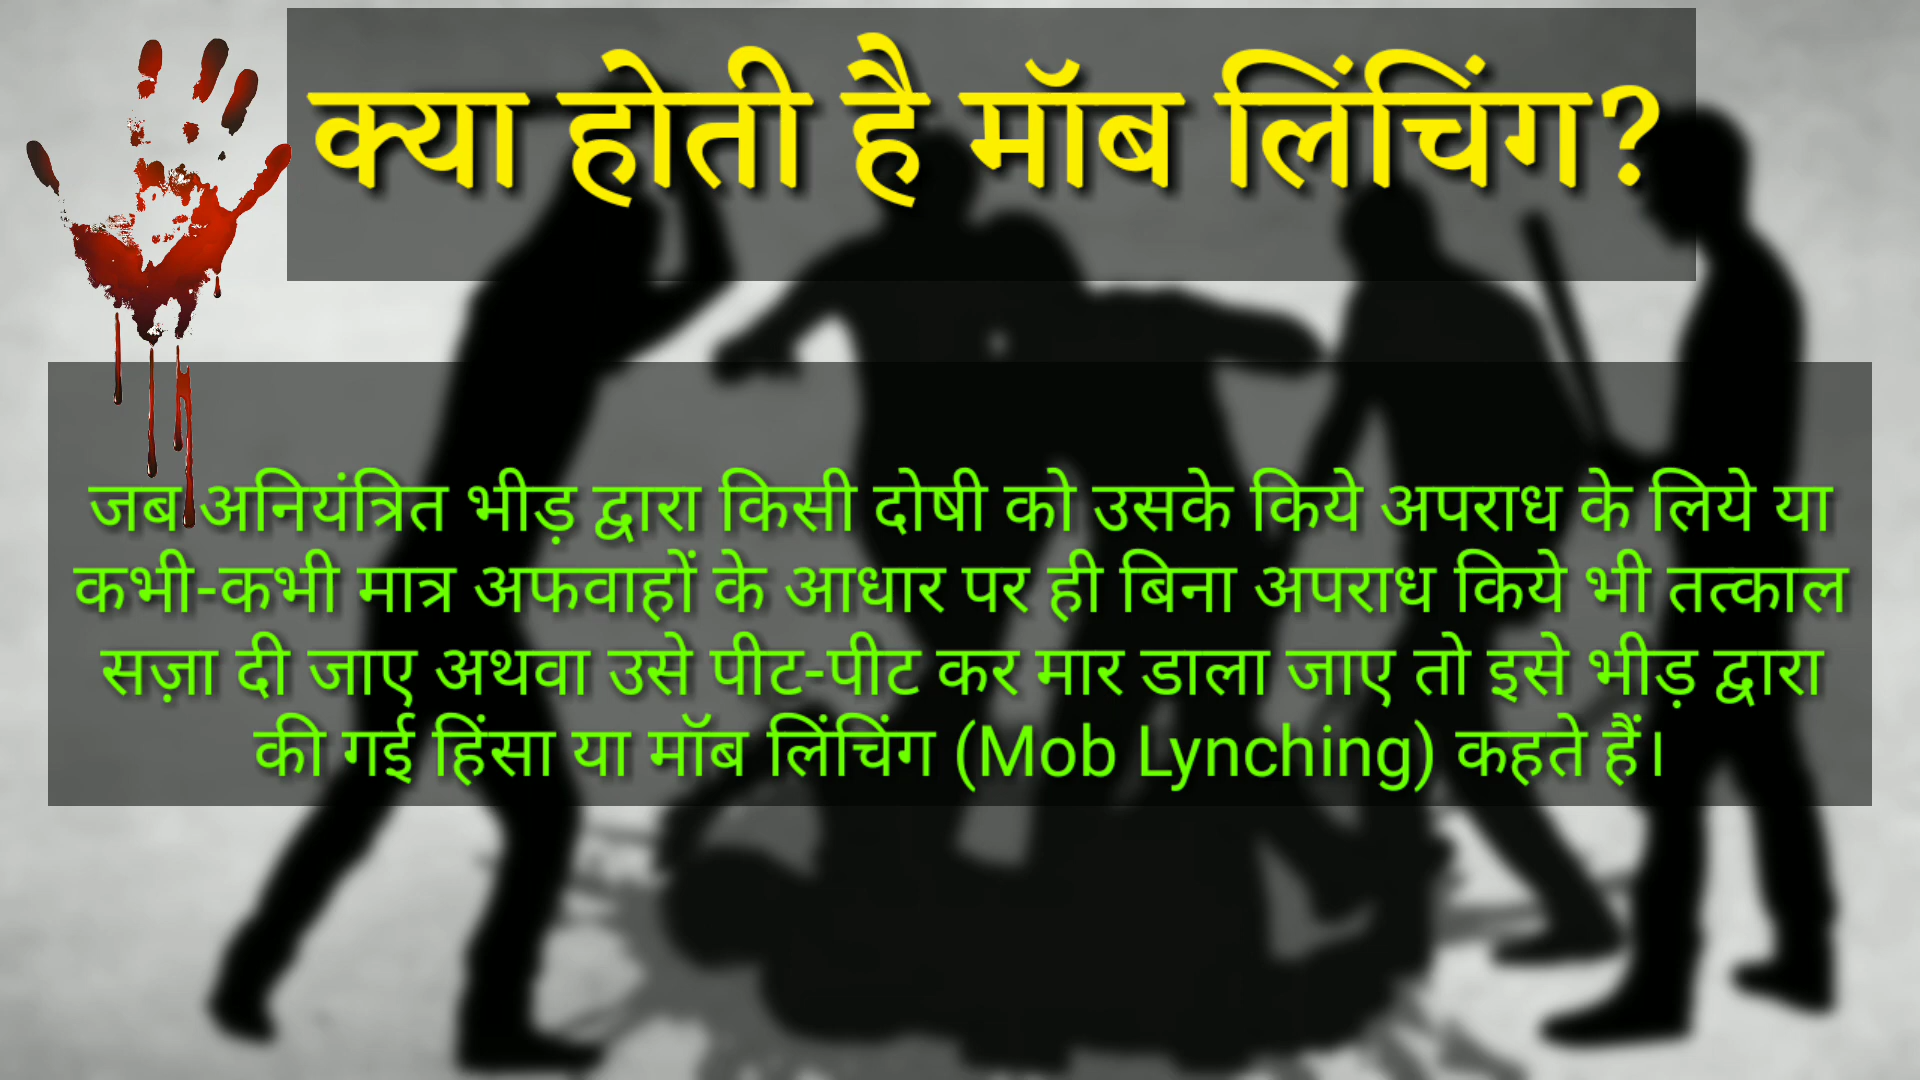 क्या होती है मॉब लिंचिंग?
जब अनियंत्रित भीड़ द्वारा किसी दोषी को उसके किये अपराध के लिये या
कभी-कभी मात्र अफवाहों के आधार पर ही बिना अपराध किये भी तत्काल
सज़ा दी जाए अथवा उसे पीट-पीट कर मार डाला जाए तो इसे भीड़ द्वारा
की गई हिंसा या मॉब लिंचिंग (Mob Lynching) कहते हैं।